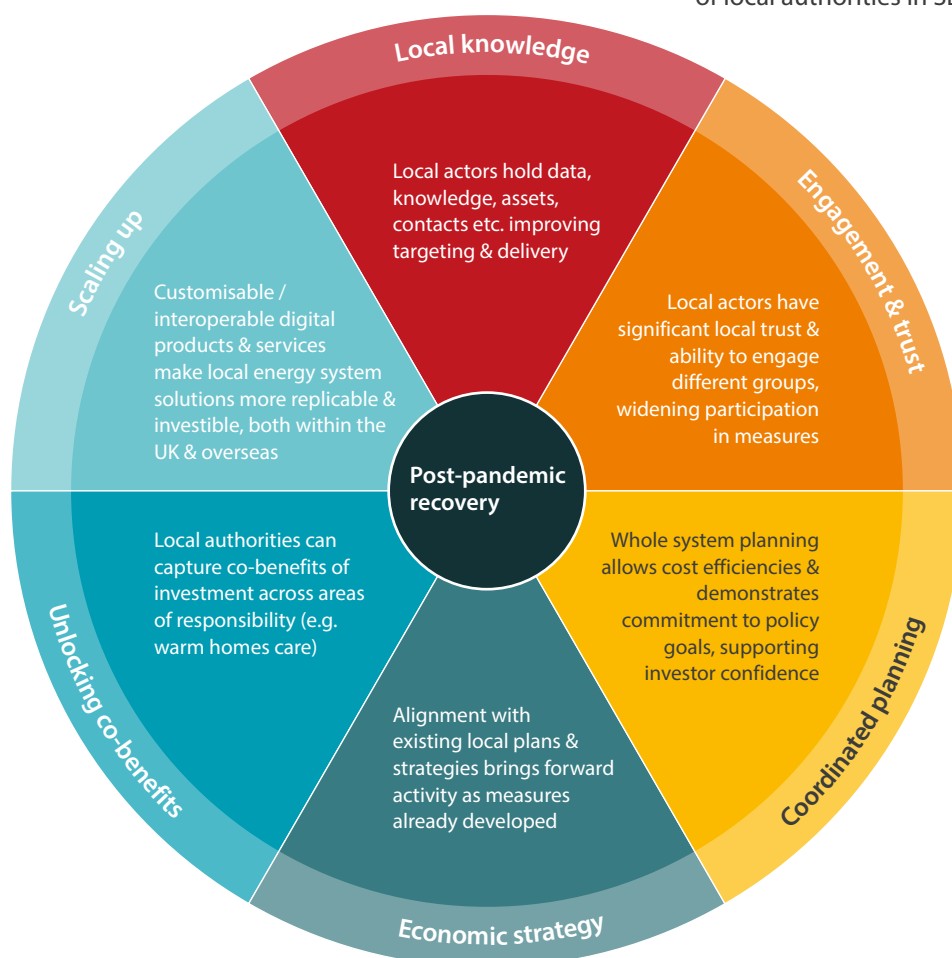 of local authorities in
Local knowledge
Local actors hold data,
knowledge, assets,
contacts etc. improving
targeting & delivery
Engagement & trust
Local actors have
significant local trust &
ability to engage
different groups,
widening participation
in measures
Coordinated planning
Whole system planning
allows cost efficiencies &
demonstrates
commitment to policy
goals, supporting
investor confidence
Economic strategy
Alignment with
existing local plans &
strategies brings forward
activity as measures
already developed
Unlocking co-benefits
Local authorities can
capture co-benefits of
investment across areas
of responsibility (e.g.
warm homes care)
Scaling up
Customisable /
interoperable digital
products & services
make local energy system
solutions more replicable &
investible, both within the
UK & overseas
Post-pandemic
recovery